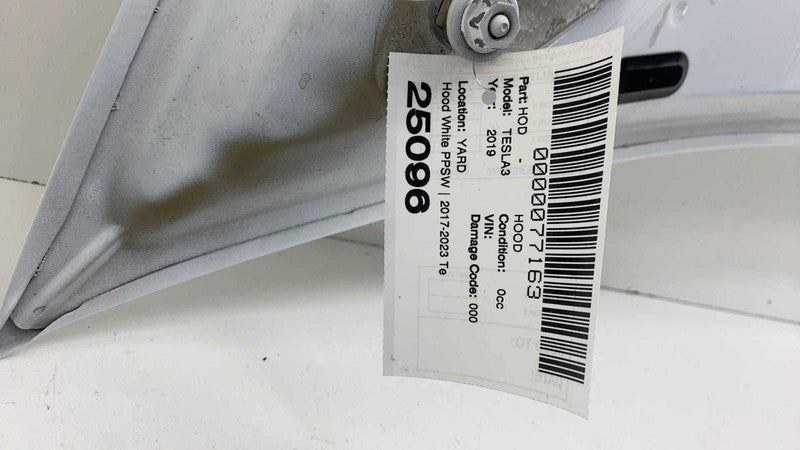 0000077163
Part: HOD - HOOD
Model: TESLA3 Condition: 0cc
2019 VIN:
Location: YARD Damage Code: 000
Hood White PPSW | 2017-2023 Te
25096